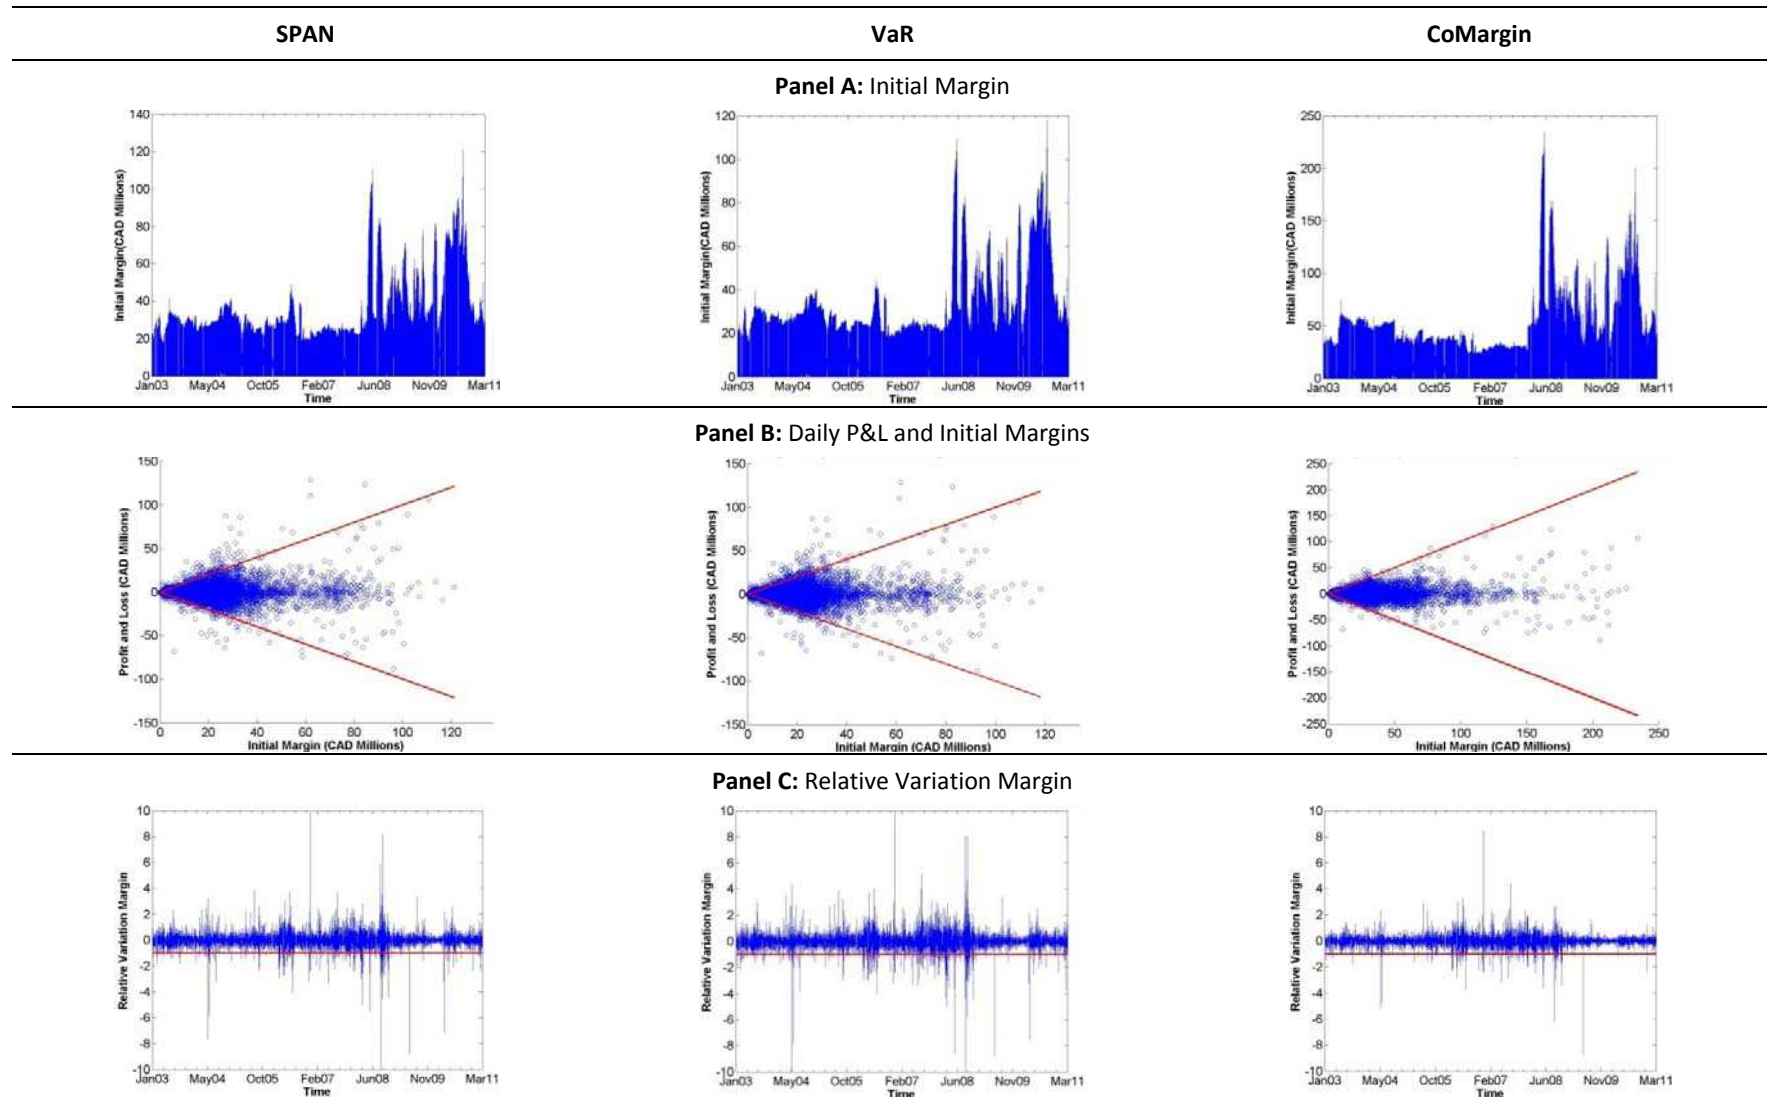 SPAN VaR CoMargin
Panel A: Initial Margin
Initial Margin(CAD Millions)
140
120
100
80
60
40
20
0
Jan03 May04 Oct05 Feb07 Jun08 Nov09 Mar11
Time
Initial Margin(CAD Millions)
120
100
80
60
40
20
0
Jan03 May04 Oct05 Feb07 Jun08 Nov09 Mar11
Time
Initial Margin(CAD Millions)
250
200
150
100
50
0
Jan03 May04 Oct05 Feb07 Jun08 Nov09 Mar11
Time
Panel B: Daily P&L and Initial Margins
Profit and Loss (CAD Millions)
150
100
50
0
-50
-100
-150
0 20 40 60 80 100 120
Initial Margin (CAD Millions)
Profit and Loss (CAD Millions)
150
100
50
0
-50
-100
-150
0 20 40 60 80 100 120
Initial Margin (CAD Millions)
Profit and Loss (CAD Millions)
250
200
150
100
50
0
-50
-100
-150
-200
-250
0 50 100 150 200 250
Initial Margin (CAD Millions)
Panel C: Relative Variation Margin
Relative Variation Margin
10
8
6
4
2
0
-2
-4
-6
-8
-10
Jan03 May04 Oct05 Feb07 Jun08 Nov09 Mar11
Time
Relative Variation Margin
10
8
6
4
2
0
-2
-4
-6
-8
-10
Jan03 May04 Oct05 Feb07 Jun08 Nov09 Mar11
Time
Relative Variation Margin
10
8
6
4
2
0
-2
-4
-6
-8
-10
Jan03 May04 Oct05 Feb07 Jun08 Nov09 Mar11
Time